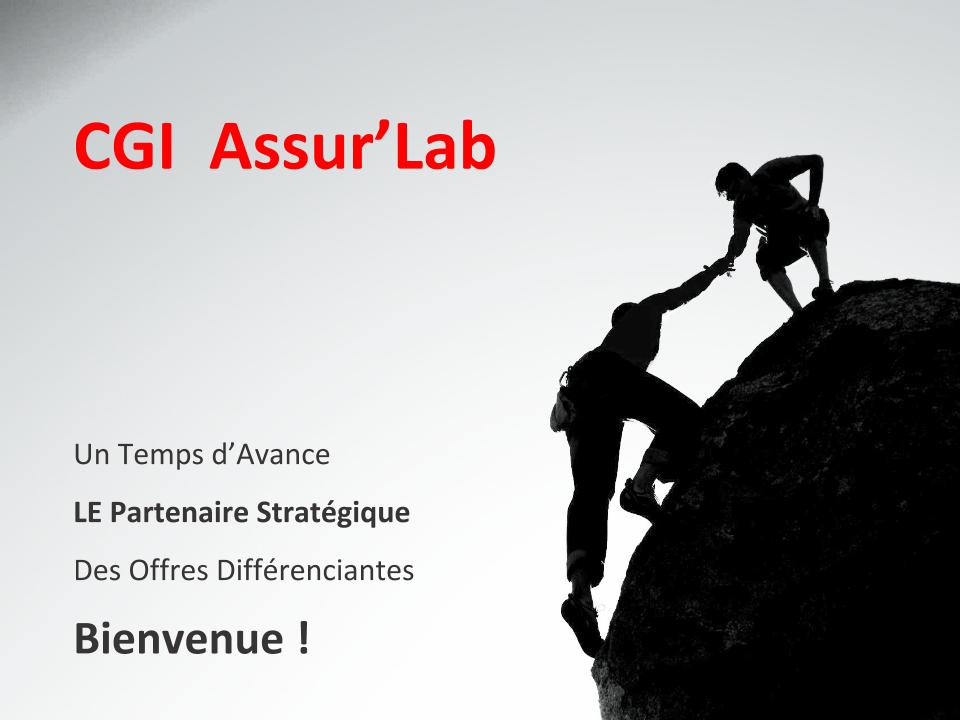 CGI Assur’Lab
Un Temps d’Avance
LE Partenaire Stratégique
Des Offres Différenciantes
Bienvenue !